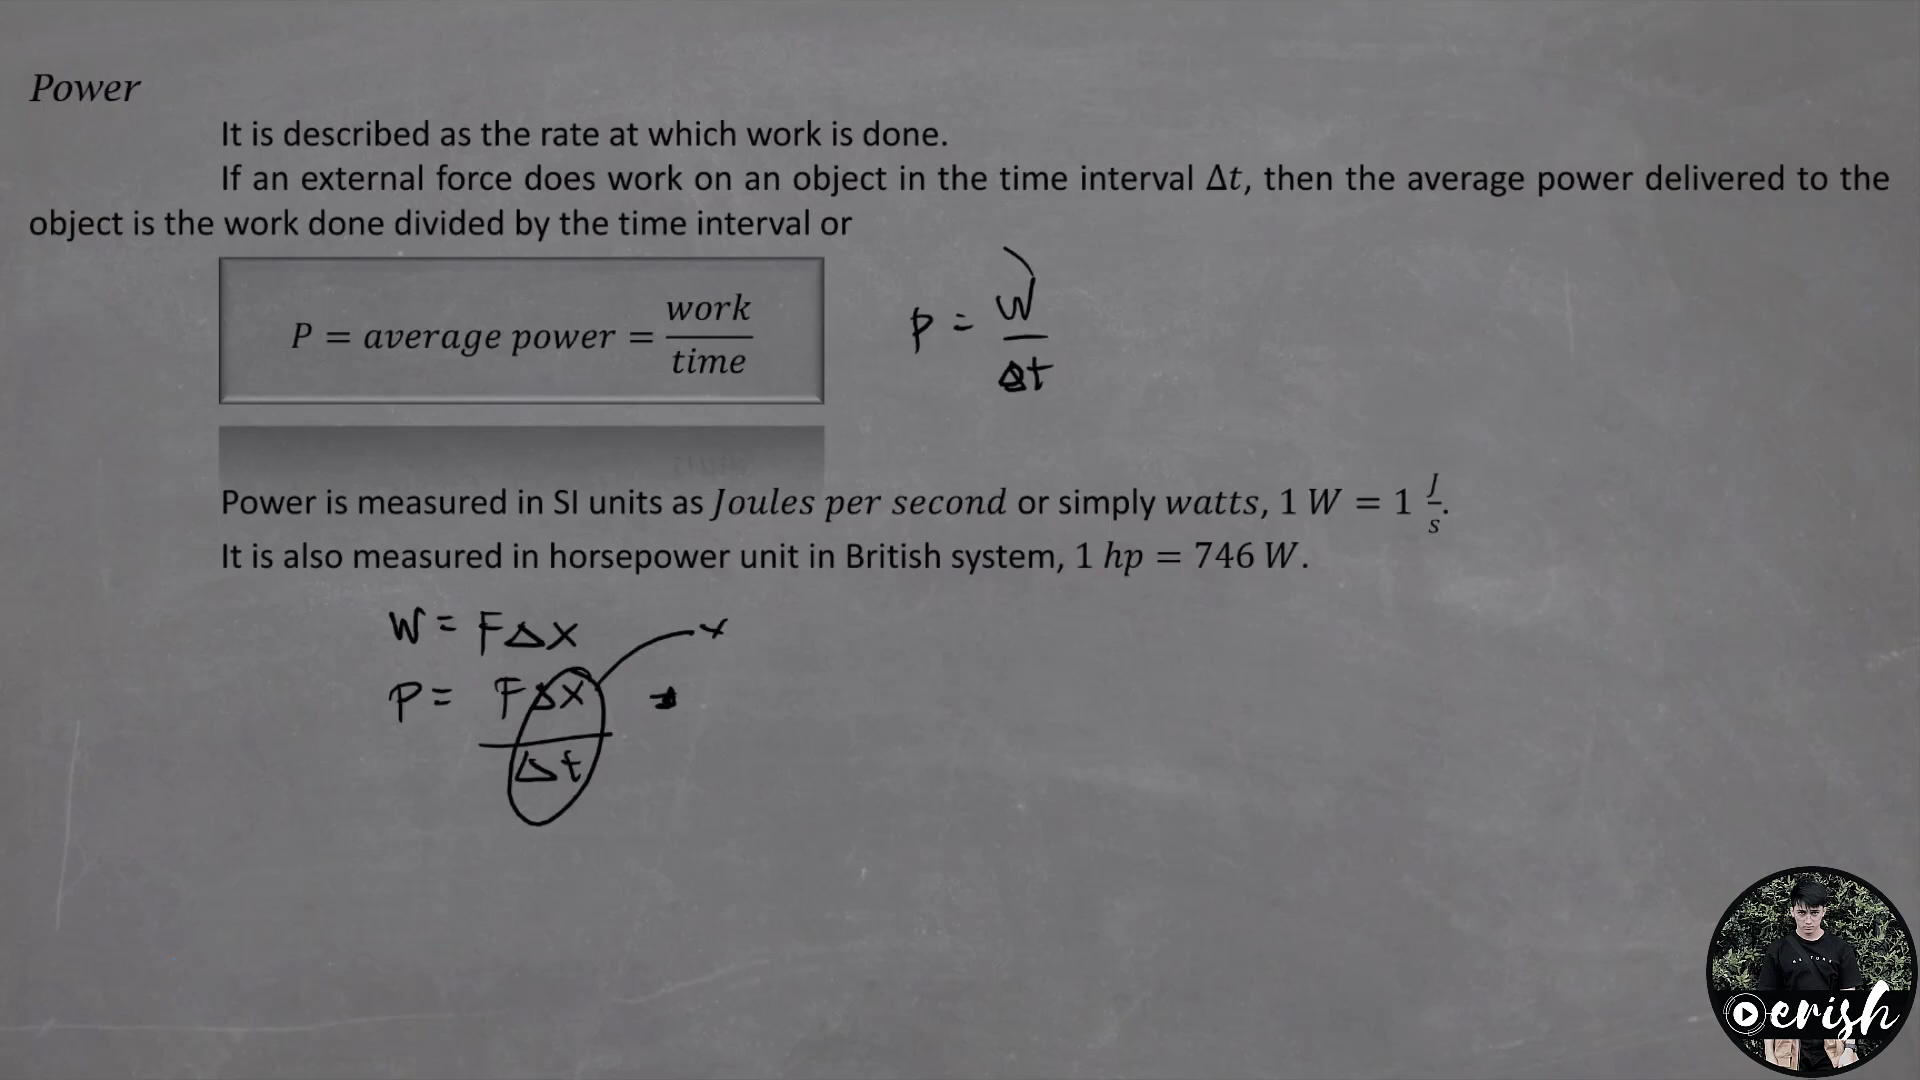 Power
It is described as the rate at which work is done.
If an external force does work on an object in the time interval Δt, then the average power delivered to the
object is the work done divided by the time interval or
P = average power = work/time
P = W/Δt
Power is measured in SI units as Joules per second or simply watts, 1 W = 1 J/s.
It is also measured in horsepower unit in British system, 1 hp = 746 W.
W = FΔx
P = FΔx/Δt
erish